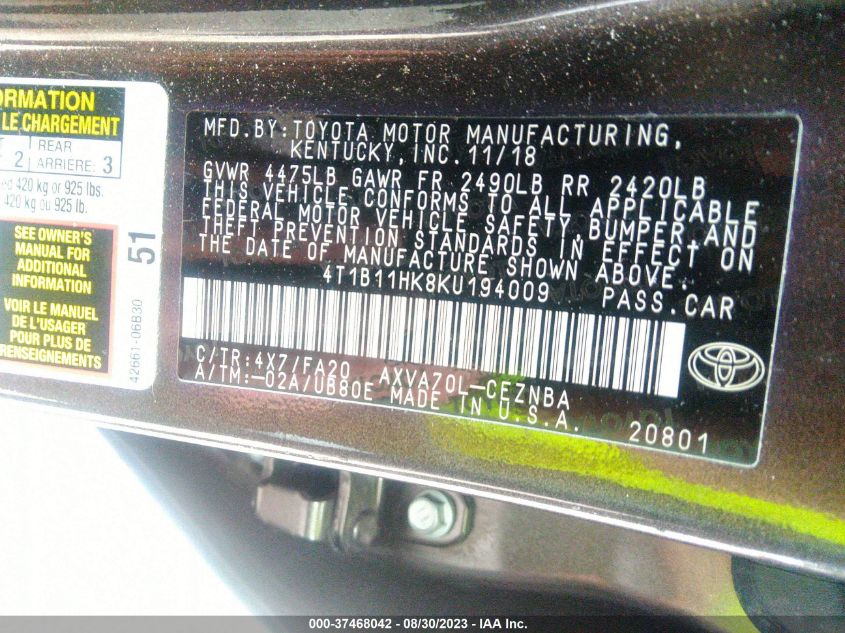 ORMATION
LE CHARGEMENT
REAR
2 ARRIERE: 3
ed 420 kg or 925 lbs.
420 kg ou 925 lb.
SEE OWNER'S
MANUAL FOR
ADDITIONAL
INFORMATION
VOIR LE MANUEL
DE L'USAGER
POUR PLUS DE
RENSEIGNEMENTS
51
42661-06B30
MFD.BY:TOYOTA MOTOR MANUFACTURING,
KENTUCKY,INC.11/18
GVWR 4475LB GAWR FR 2490LB RR 2420LB
THIS VEHICLE CONFORMS TO ALL APPLICABLE
FEDERAL MOTOR VEHICLE SAFETY,BUMPER,AND
THEFT PREVENTION STANDARDS IN EFFECT ON
THE DATE OF MANUFACTURE SHOWN ABOVE.
4T1B11HK8KU194009 PASS.CAR
C/TR:4X7/FA20 AXVA70L-CEZNBA
A/TM:-02A/UB80E MADE IN U.S.A. 20801
000-37468042 / 08/30/2023 - IAA Inc.